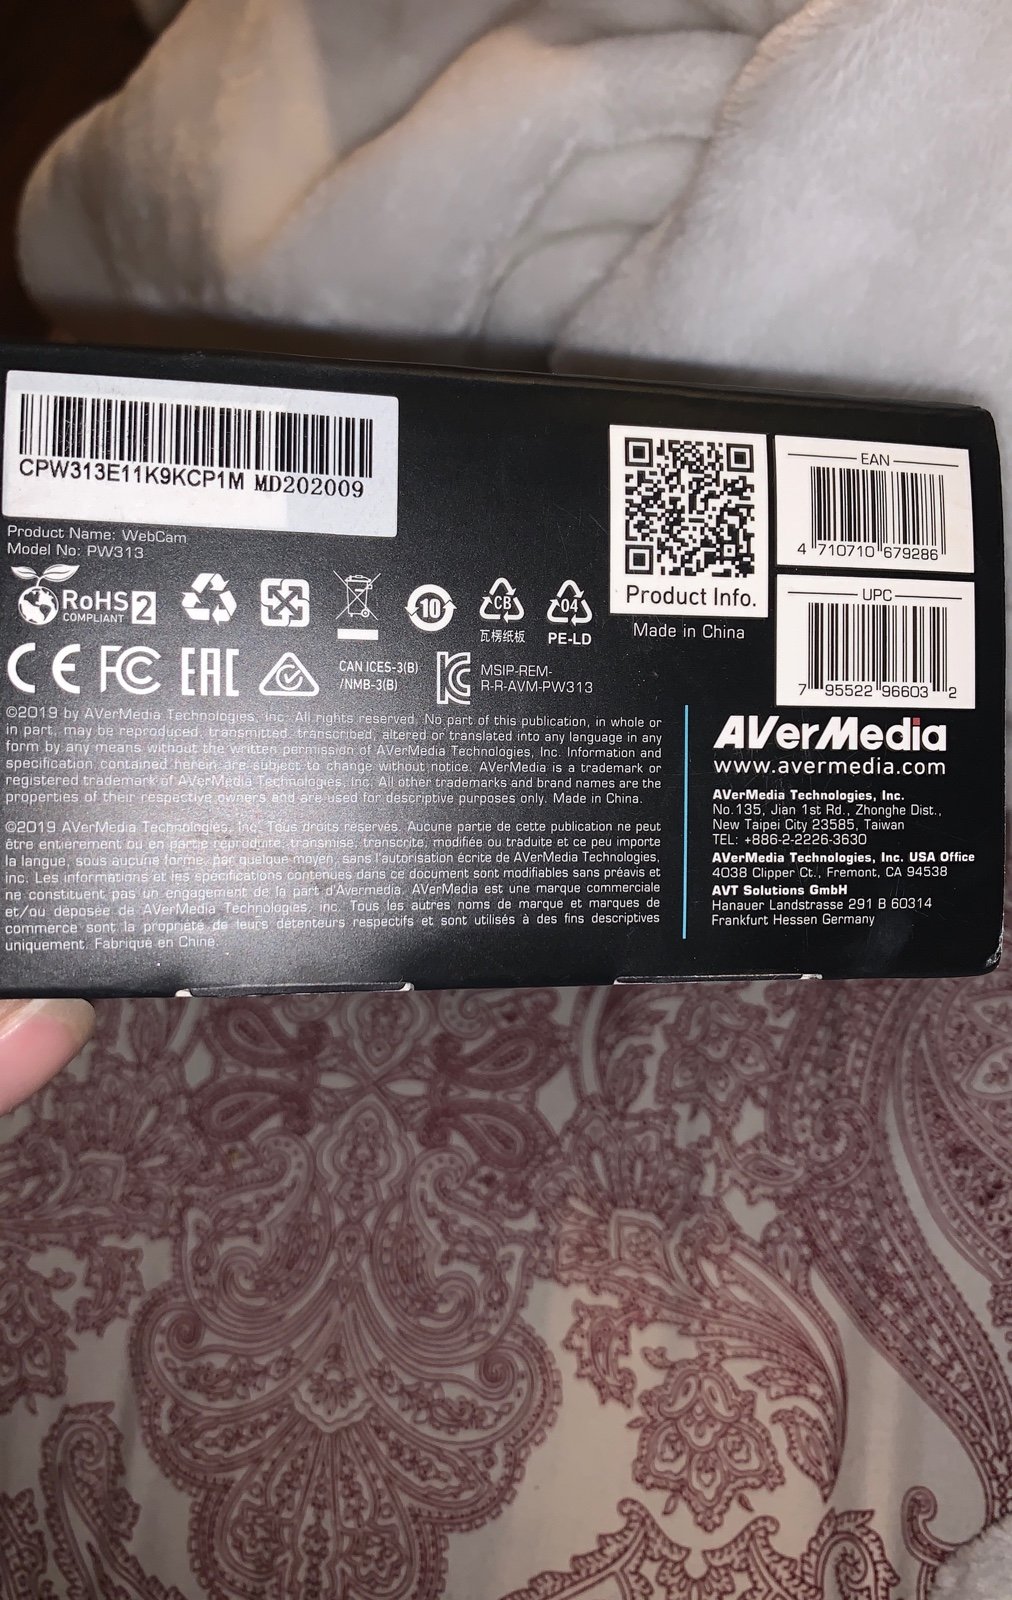 CPW313E11K9KCP1M MD202009
Product Name: WebCam
Model No: PW313
RoHS 2
COMPLIANT
10
CB
瓦楞纸板
04
PE-LD
CE FC EAC
CAN ICES-3(B)
/NMB-3(B)
MSIP-REM-
R-R-AVM-PW313
©2019 by AVerMedia Technologies, Inc. All rights reserved. No part of this publication, in whole or
in part, may be reproduced, transmitted, transcribed, altered or translated into any language in any
form by any means without the written permission of AVerMedia Technologies, Inc. Information and
specification contained herein are subject to change without notice. AVerMedia is a trademark or
registered trademark of AVerMedia Technologies, Inc. All other trademarks and brand names are the
properties of their respective owners and are used for descriptive purposes only. Made in China.
©2019 AVerMedia Technologies, Inc. Tous droits réservés. Aucune partie de cette publication ne peut
être entièrement ou en partie reproduite, transmise, transcrite, modifiée ou traduite et ce peu importe
la langue, sous aucune forme, par quelque moyen, sans l'autorisation écrite de AVerMedia Technologies,
inc. Les informations et les spécifications contenues dans ce document sont modifiables sans préavis et
ne constituent pas un engagement de la part d'Avermedia. AVerMedia est une marque commerciale
et/ou déposée de AVerMedia Technologies, inc. Tous les autres noms de marque et marques de
commerce sont la propriété de leurs détenteurs respectifs et sont utilisés à des fins descriptives
uniquement. Fabriqué en Chine.
Product Info.
Made in China
EAN
4 710710 679286
UPC
7 95522 96603 2
AVerMedia
www.avermedia.com
AVerMedia Technologies, Inc.
No.135, Jian 1st Rd., Zhonghe Dist.,
New Taipei City 23585, Taiwan
TEL: +886-2-2226-3630
AVerMedia Technologies, Inc. USA Office
4038 Clipper Ct., Fremont, CA 94538
AVT Solutions GmbH
Hanauer Landstrasse 291 B 60314
Frankfurt Hessen Germany